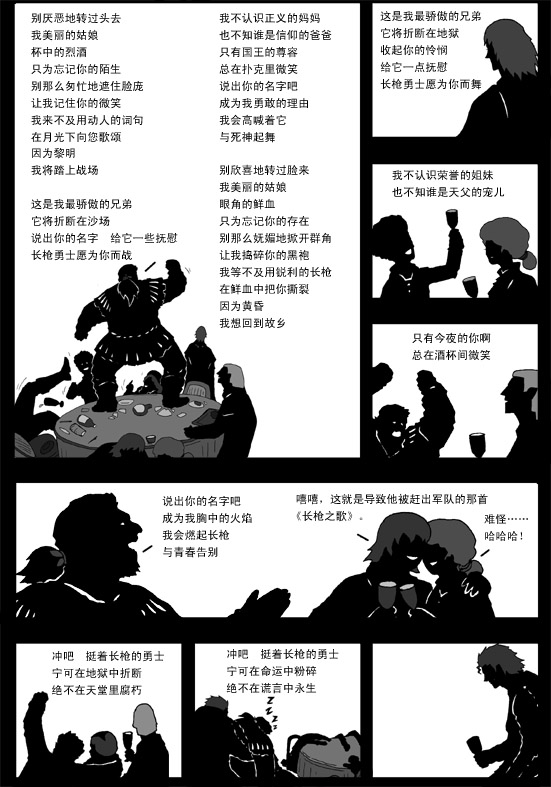 别厌恶地转过头去
我美丽的姑娘
杯中的烈酒
只为忘记你的陌生
别那么匆忙地遮住脸庞
让我记住你的微笑
我来不及用动人的词句
在月光下向您歌颂
因为黎明
我将踏上战场
这是我最骄傲的兄弟
它将折断在沙场
说出你的名字 给它一些抚慰
长枪勇士愿为你而战
我不认识正义的妈妈
也不知谁是信仰的爸爸
只有国王的尊容
总在扑克里微笑
说出你的名字吧
成为我勇敢的理由
我会高喊着它
与死神起舞
别欣喜地转过脸来
我美丽的姑娘
眼角的鲜血
只为忘记你的存在
别那么妩媚地掀开群角
让我捣碎你的黑袍
我等不及用锐利的长枪
在鲜血中把你撕裂
因为黄昏
我想回到故乡
这是我最骄傲的兄弟
它将折断在地狱
收起你的怜悯
给它一点抚慰
长枪勇士愿为你而舞
我不认识荣誉的姐妹
也不知谁是天父的宠儿
只有今夜的你啊
总在酒杯间微笑
说出你的名字吧
成为我胸中的火焰
我会燃起长枪
与青春告别
嘻嘻，这就是导致他被赶出军队的那首
《长枪之歌》。
难怪……
哈哈哈！
冲吧 挺着长枪的勇士
宁可在地狱中折断
绝不在天堂里腐朽
冲吧 挺着长枪的勇士
宁可在命运中粉碎
绝不在谎言中永生
z
z
z